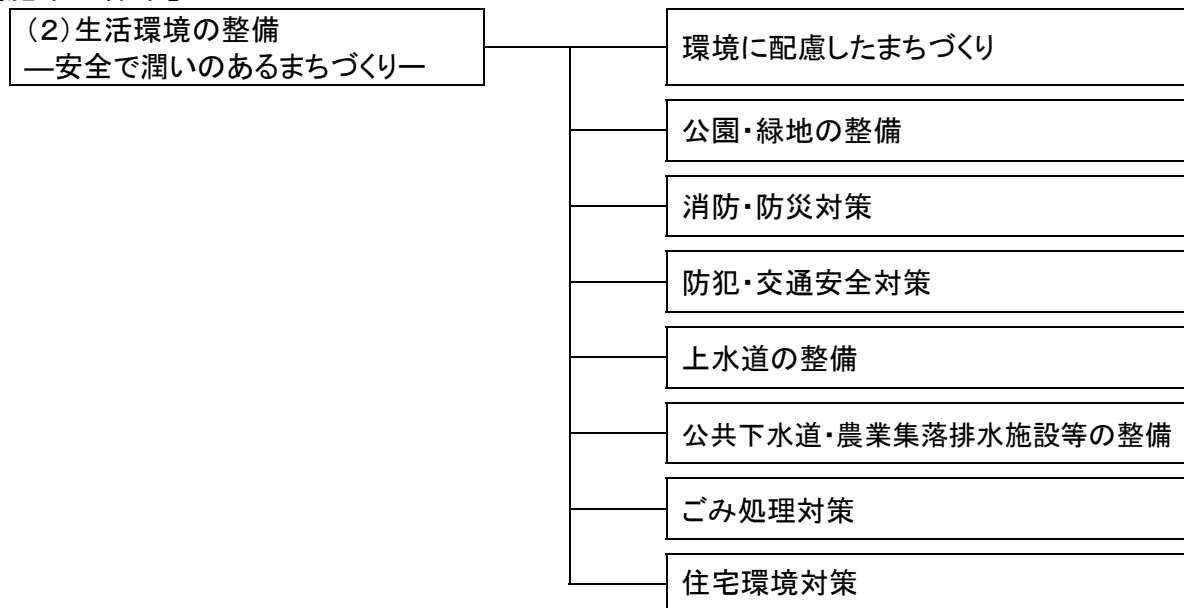 (2)生活環境の整備
―安全で潤いのあるまちづくりー
環境に配慮したまちづくり
公園・緑地の整備
消防・防災対策
防犯・交通安全対策
上水道の整備
公共下水道・農業集落排水施設等の整備
ごみ処理対策
住宅環境対策